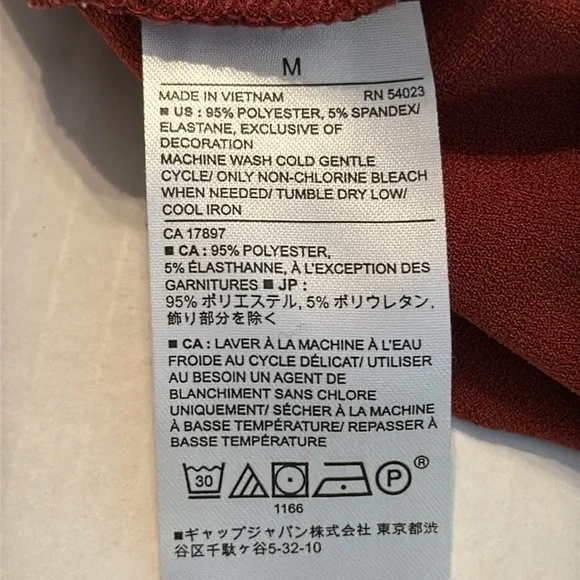 M
MADE IN VIETNAM RN 54023
■ US : 95% POLYESTER, 5% SPANDEX/
ELASTANE, EXCLUSIVE OF
DECORATION
MACHINE WASH COLD GENTLE
CYCLE/ ONLY NON-CHLORINE BLEACH
WHEN NEEDED/ TUMBLE DRY LOW/
COOL IRON
CA 17897
■ CA : 95% POLYESTER,
5% ÉLASTHANNE, À L'EXCEPTION DES
GARNITURES ■ JP :
95% ポリエステル, 5% ポリウレタン,
飾り部分を除く
■ CA : LAVER À LA MACHINE À L'EAU
FROIDE AU CYCLE DÉLICAT/ UTILISER
AU BESOIN UN AGENT DE
BLANCHIMENT SANS CHLORE
UNIQUEMENT/ SÉCHER À LA MACHINE
À BASSE TEMPÉRATURE/ REPASSER À
BASSE TEMPÉRATURE
30 P ®
1166
■ギャップジャパン株式会社 東京都渋
谷区千駄ヶ谷5-32-10